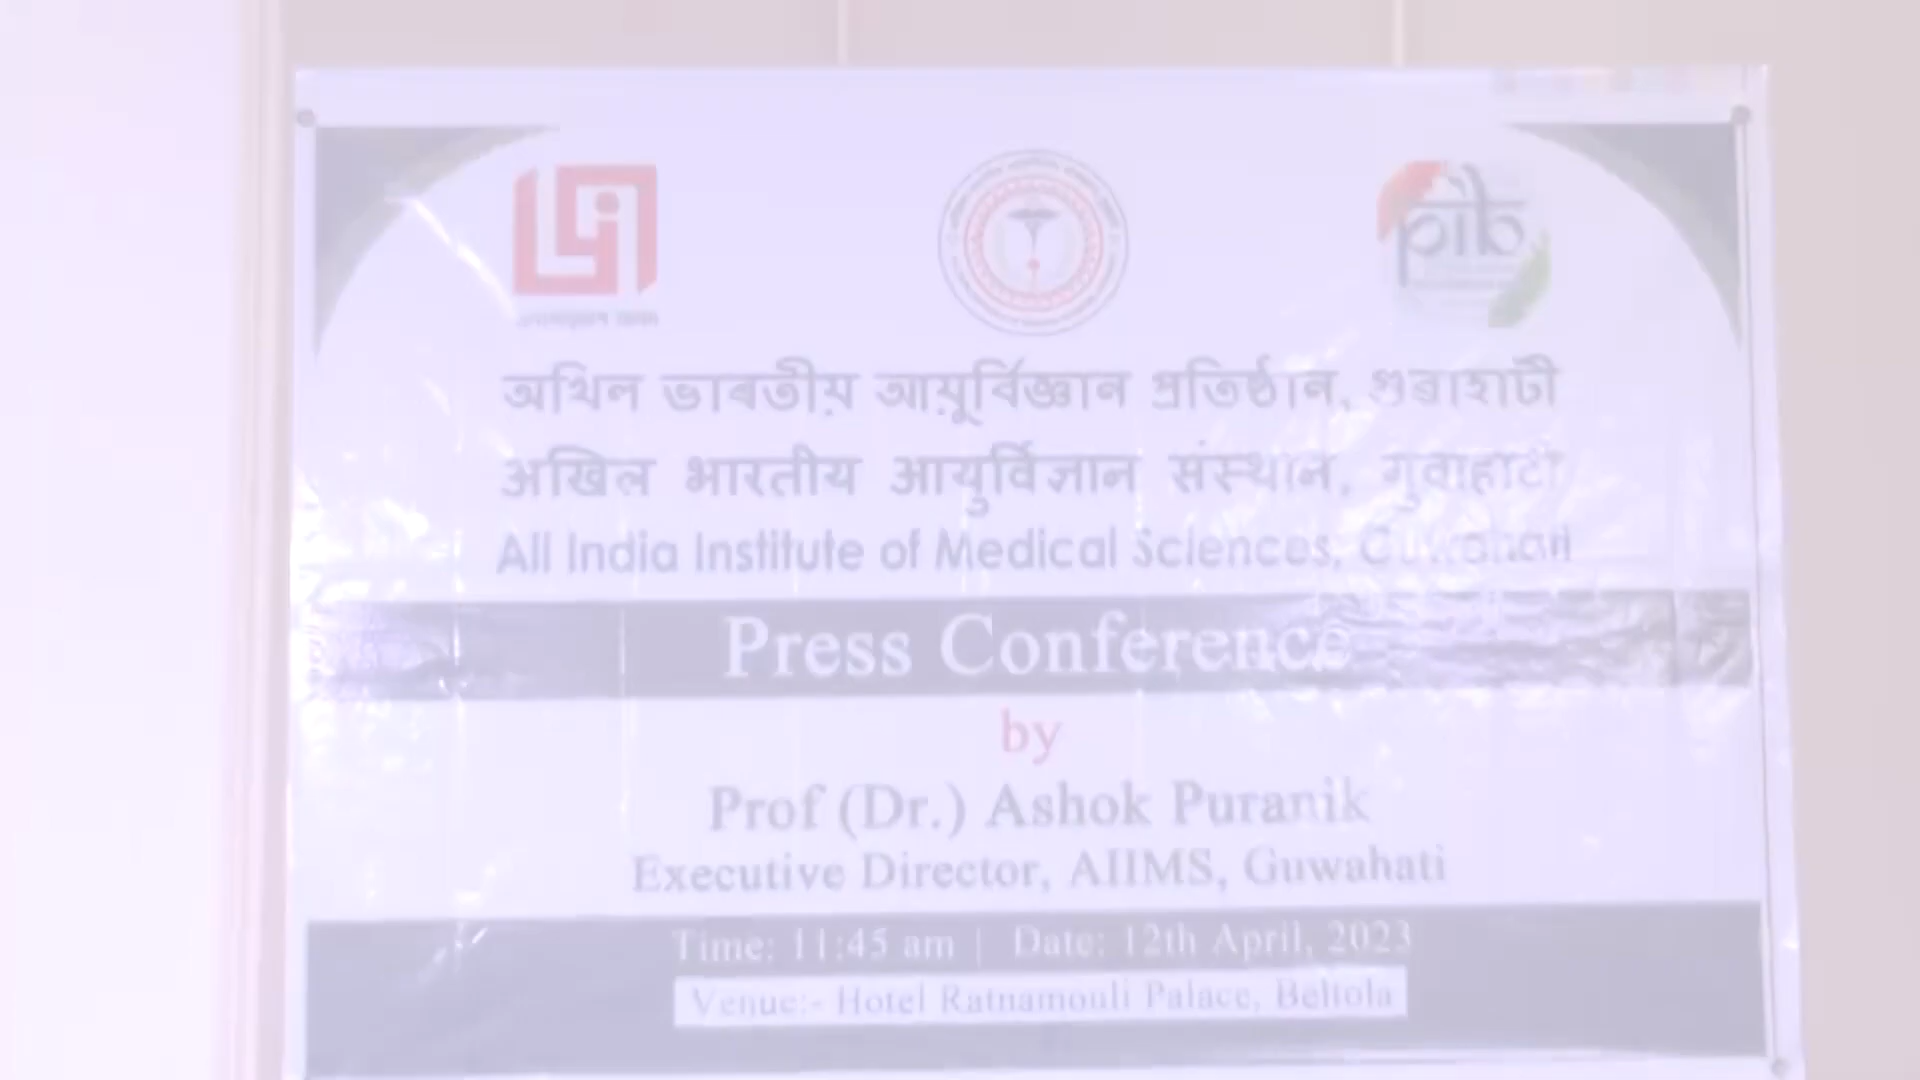 pib
অখিল ভাৰতীয় আয়ুৰ্বিজ্ঞান প্ৰতিষ্ঠান, গুৱাহাটী
अखिल भारतीय आयुर्विज्ञान संस्थान, गुवाहाटी
All India Institute of Medical Sciences, Guwahati
Press Conference
by
Prof (Dr.) Ashok Puranik
Executive Director, AIIMS, Guwahati
Time: 11:45 am | Date: 12th April, 2023
Venue:- Hotel Ratnamouli Palace, Beltola